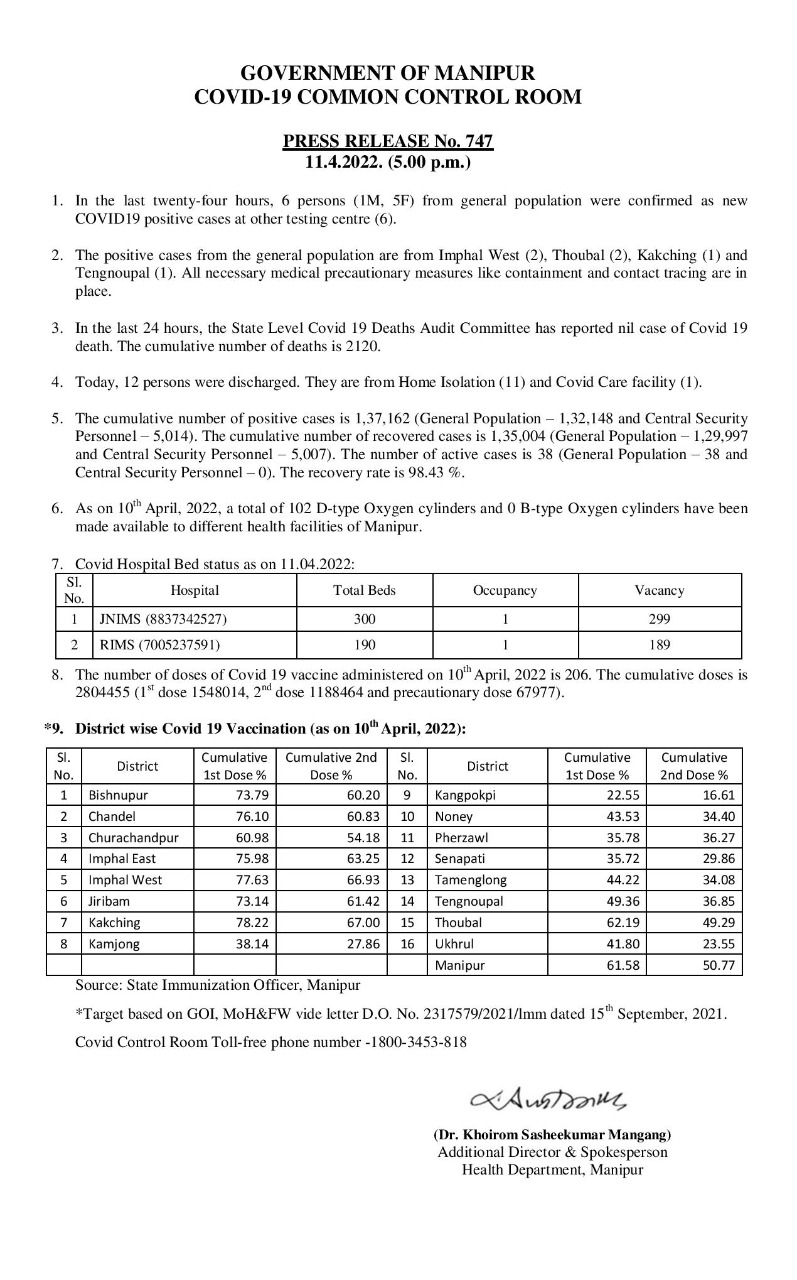 GOVERNMENT OF MANIPUR
COVID-19 COMMON CONTROL ROOM
PRESS RELEASE No. 747
11.4.2022. (5.00 p.m.)
1. In the last twenty-four hours, 6 persons (1M, 5F) from general population were confirmed as new
COVID19 positive cases at other testing centre (6).
2. The positive cases from the general population are from Imphal West (2), Thoubal (2), Kakching (1) and
Tengnoupal (1). All necessary medical precautionary measures like containment and contact tracing are in
place.
3. In the last 24 hours, the State Level Covid 19 Deaths Audit Committee has reported nil case of Covid 19
death. The cumulative number of deaths is 2120.
4. Today, 12 persons were discharged. They are from Home Isolation (11) and Covid Care facility (1).
5. The cumulative number of positive cases is 1,37,162 (General Population – 1,32,148 and Central Security
Personnel – 5,014). The cumulative number of recovered cases is 1,35,004 (General Population – 1,29,997
and Central Security Personnel – 5,007). The number of active cases is 38 (General Population – 38 and
Central Security Personnel – 0). The recovery rate is 98.43 %.
6. As on 10th April, 2022, a total of 102 D-type Oxygen cylinders and 0 B-type Oxygen cylinders have been
made available to different health facilities of Manipur.
7. Covid Hospital Bed status as on 11.04.2022:
Sl. No. Hospital Total Beds Occupancy Vacancy
1 JNIMS (8837342527) 300 1 299
2 RIMS (7005237591) 190 1 189
8. The number of doses of Covid 19 vaccine administered on 10th April, 2022 is 206. The cumulative doses is
2804455 (1st dose 1548014, 2nd dose 1188464 and precautionary dose 67977).
*9. District wise Covid 19 Vaccination (as on 10th April, 2022):
Sl. No. District Cumulative 1st Dose % Cumulative 2nd Dose % Sl. No. District Cumulative 1st Dose % Cumulative 2nd Dose %
1 Bishnupur 73.79 60.20 9 Kangpokpi 22.55 16.61
2 Chandel 76.10 60.83 10 Noney 43.53 34.40
3 Churachandpur 60.98 54.18 11 Pherzawl 35.78 36.27
4 Imphal East 75.98 63.25 12 Senapati 35.72 29.86
5 Imphal West 77.63 66.93 13 Tamenglong 44.22 34.08
6 Jiribam 73.14 61.42 14 Tengnoupal 49.36 36.85
7 Kakching 78.22 67.00 15 Thoubal 62.19 49.29
8 Kamjong 38.14 27.86 16 Ukhrul 41.80 23.55
Manipur 61.58 50.77
Source: State Immunization Officer, Manipur
*Target based on GOI, MoH&FW vide letter D.O. No. 2317579/2021/Imm dated 15th September, 2021.
Covid Control Room Toll-free phone number -1800-3453-818
(Dr. Khoirom Sasheekumar Mangang)
Additional Director & Spokesperson
Health Department, Manipur